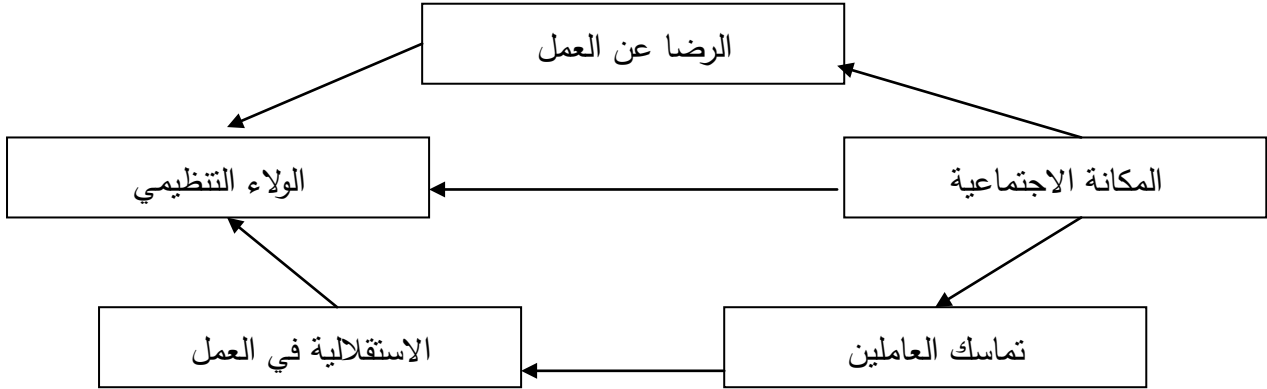 الرضا عن العمل
المكانة الاجتماعية
الولاء التنظيمي
تماسك العاملين
الاستقلالية في العمل